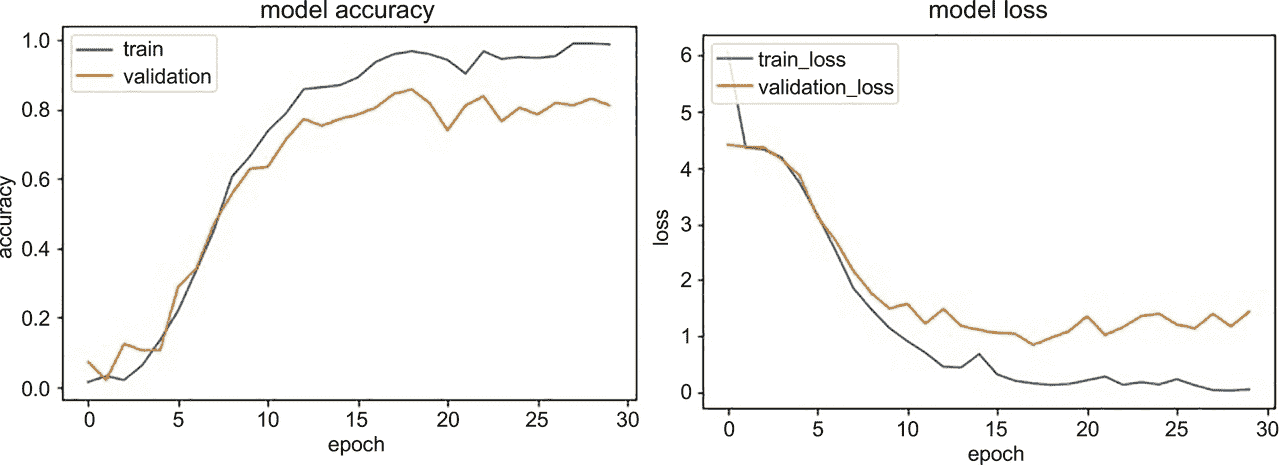 model accuracy
train
validation
1.0
0.8
0.6
0.4
0.2
0.0
accuracy
0 5 10 15 20 25 30
epoch
model loss
train_loss
validation_loss
6
5
4
3
2
1
0
loss
0 5 10 15 20 25 30
epoch